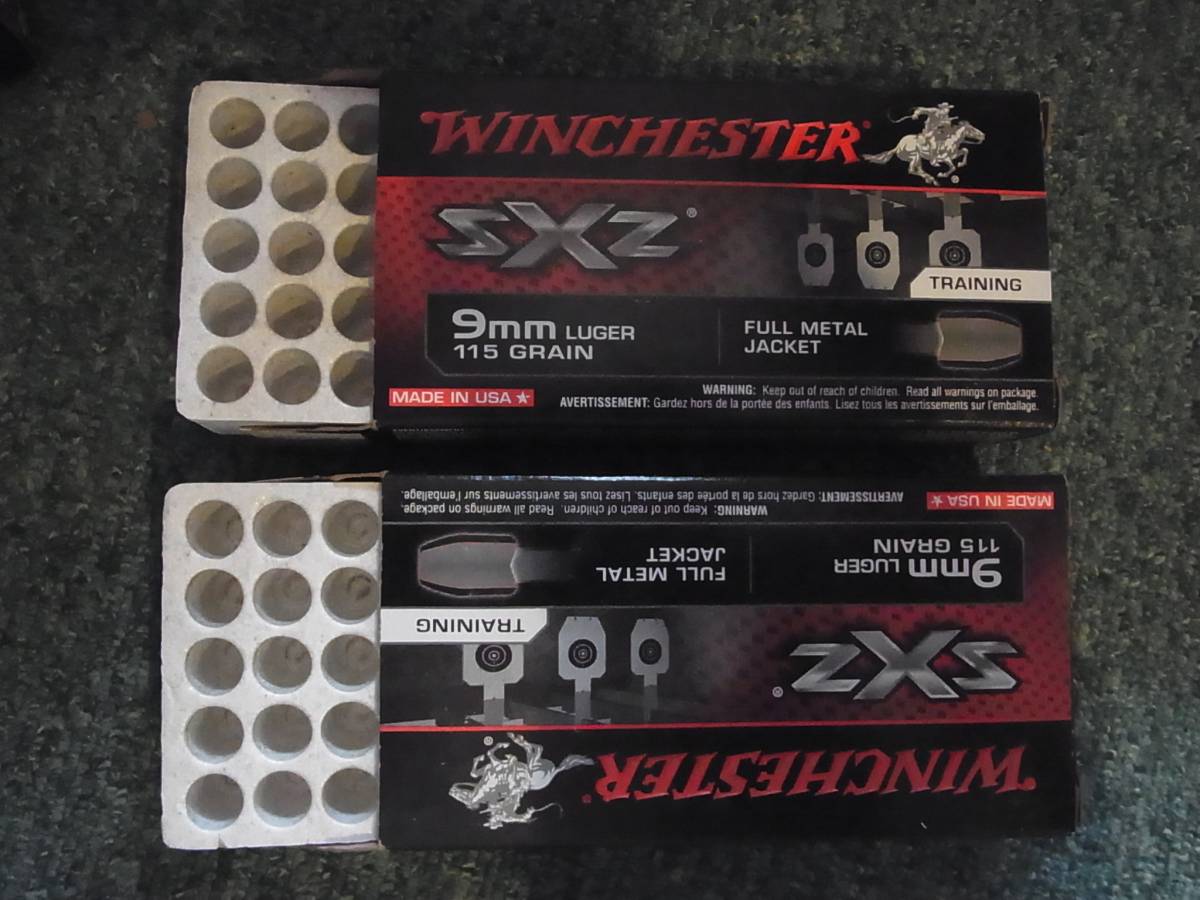 WINCHESTER®
®
SXZ®
TRAINING
9mm LUGER
115 GRAIN
FULL METAL
JACKET
MADE IN USA ★
WARNING: Keep out of reach of children. Read all warnings on package.
AVERTISSEMENT: Gardez hors de la portée des enfants. Lisez tous les avertissements sur l'emballage.
WINCHESTER®
®
SXZ®
TRAINING
9mm LUGER
115 GRAIN
FULL METAL
JACKET
MADE IN USA ★
WARNING: Keep out of reach of children. Read all warnings on package.
AVERTISSEMENT: Gardez hors de la portée des enfants. Lisez tous les avertissements sur l'emballage.